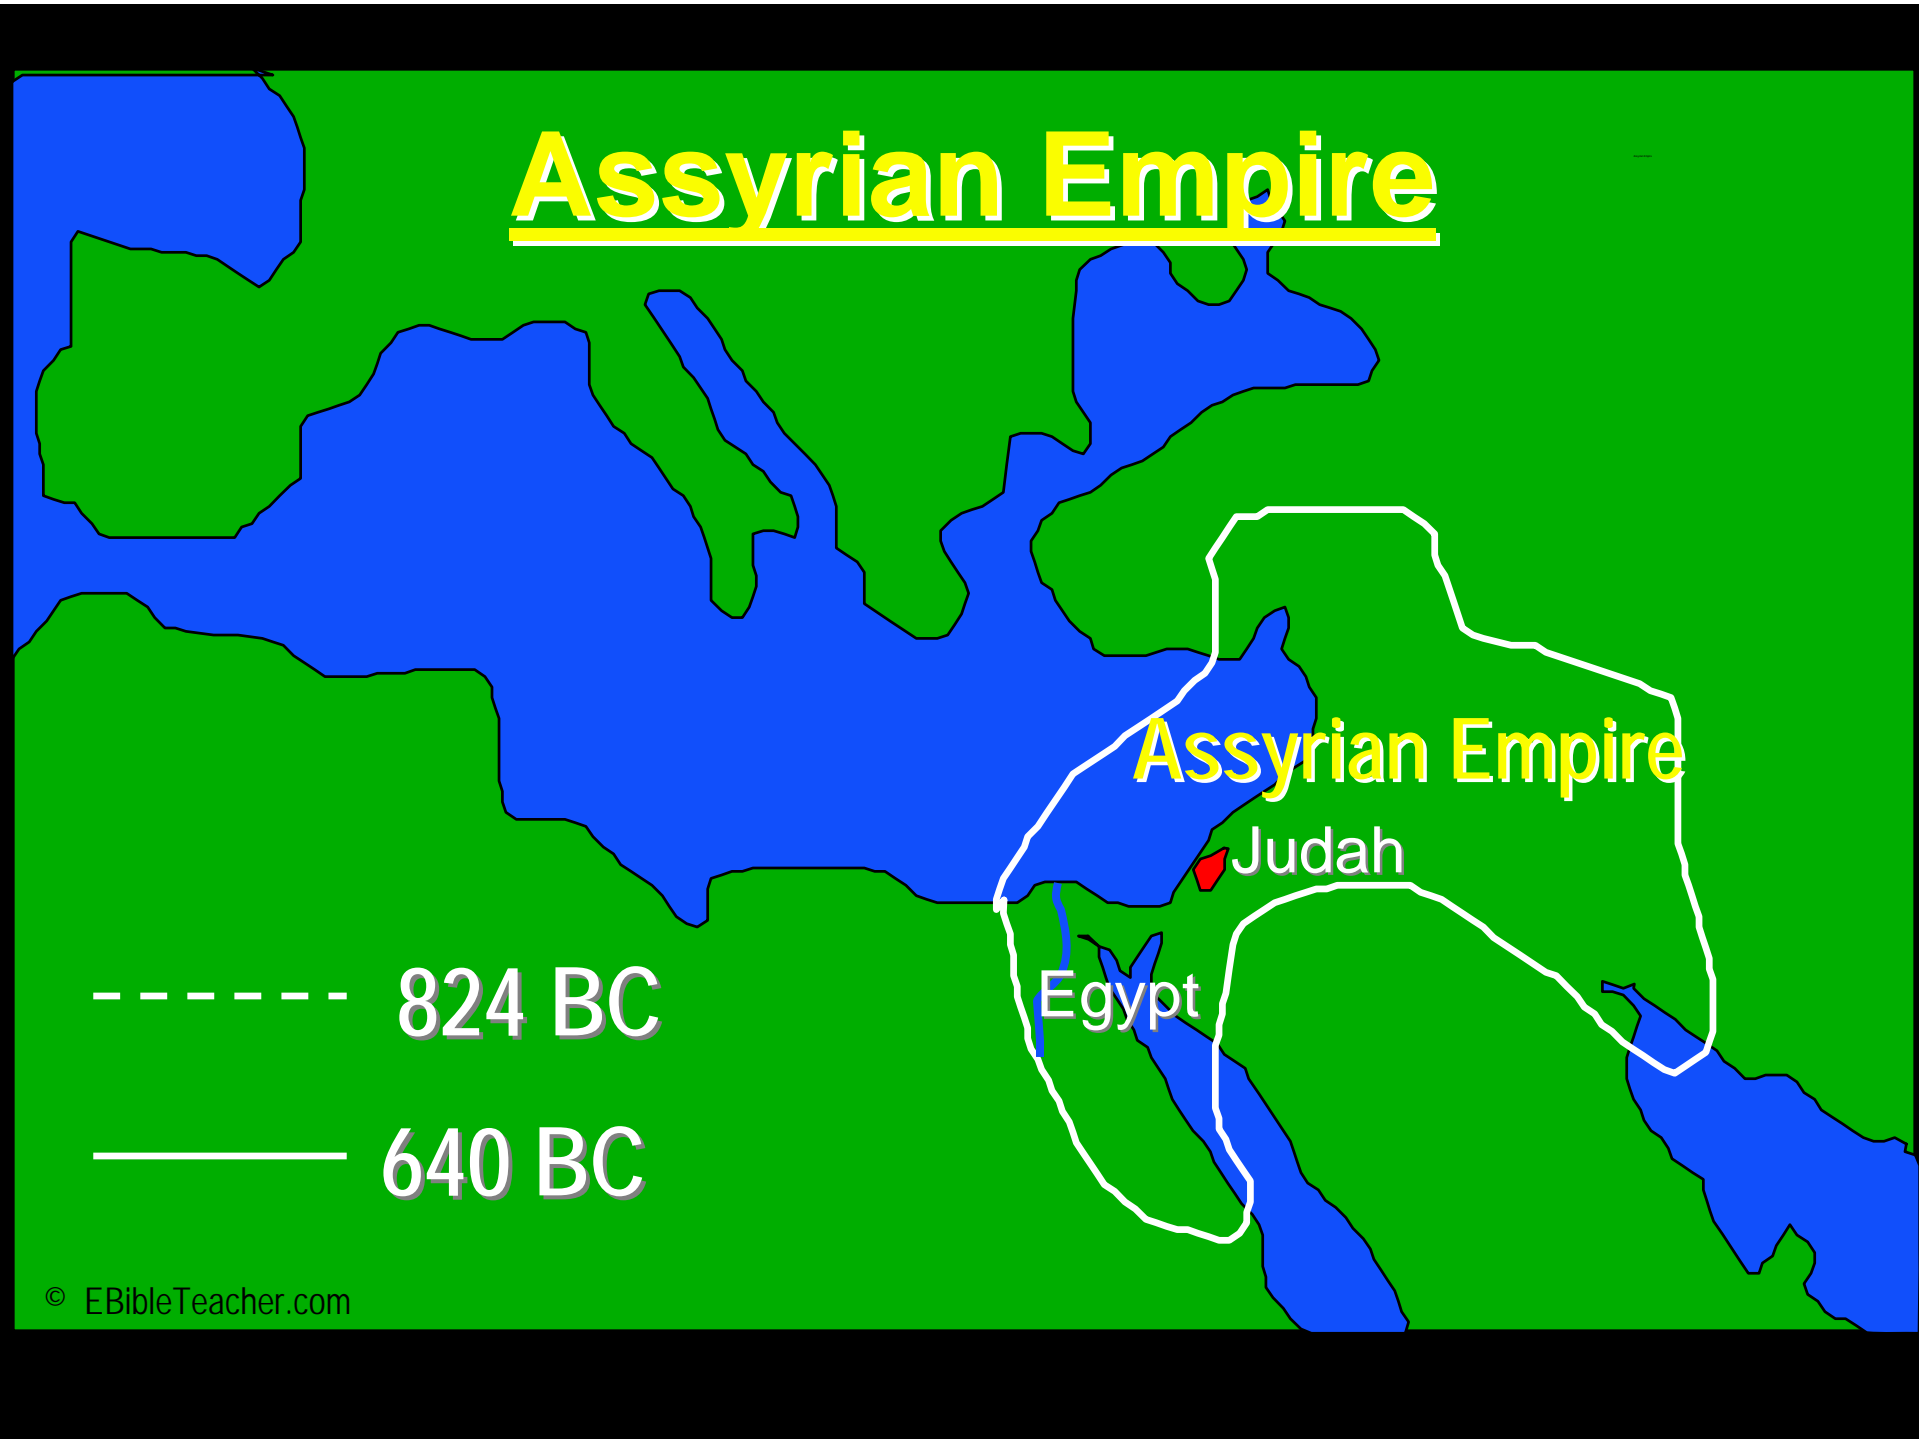 Assyrian Empire
Assyrian Empire
Judah
Egypt
824 BC
640 BC
© EBibleTeacher.com